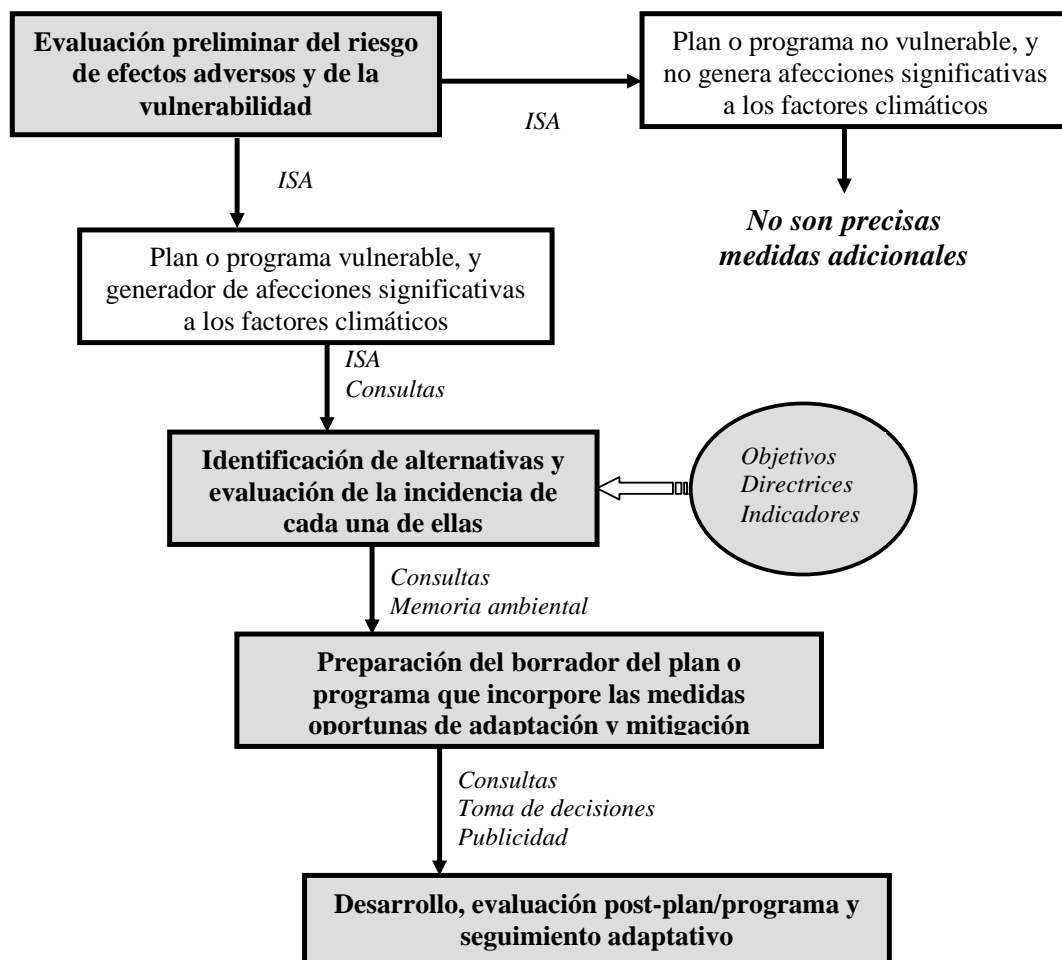 Evaluación preliminar del riesgo
de efectos adversos y de la
vulnerabilidad
Plan o programa no vulnerable, y
no genera afecciones significativas
a los factores climáticos
ISA
ISA
No son precisas
medidas adicionales
Plan o programa vulnerable, y
generador de afecciones significativas
a los factores climáticos
ISA
Consultas
Identificación de alternativas y
evaluación de la incidencia de
cada una de ellas
Objetivos
Directrices
Indicadores
Consultas
Memoria ambiental
Preparación del borrador del plan o
programa que incorpore las medidas
oportunas de adaptación y mitigación
Consultas
Toma de decisiones
Publicidad
Desarrollo, evaluación post-plan/programa y
seguimiento adaptativo